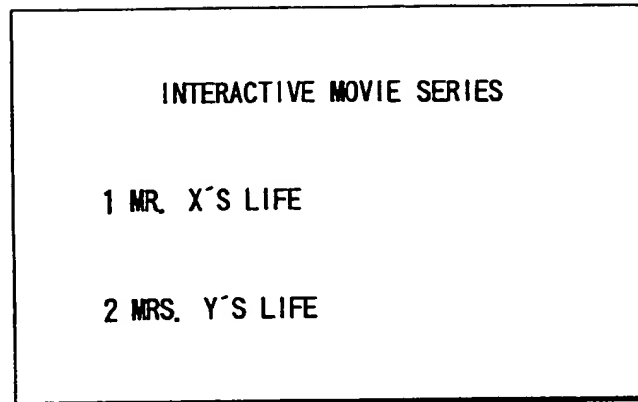 INTERACTIVE MOVIE SERIES
1 MR. X´S LIFE
2 MRS. Y´S LIFE